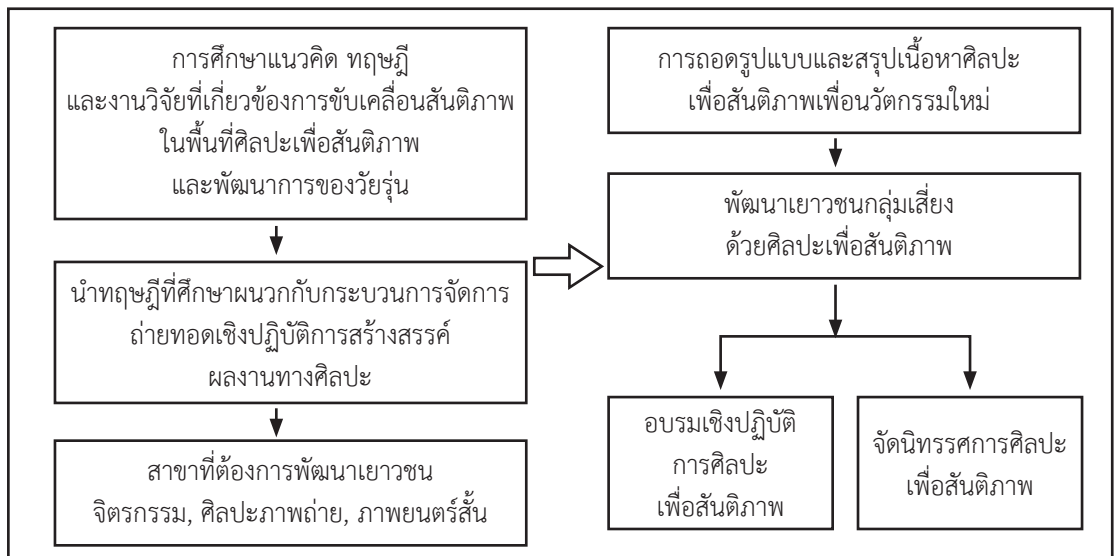 การศึกษาแนวคิด ทฤษฎี
และงานวิจัยที่เกี่ยวข้องการขับเคลื่อนสันติภาพ
ในพื้นที่ศิลปะเพื่อสันติภาพ
และพัฒนาการของวัยรุ่น
นำทฤษฎีที่ศึกษาผนวกกับกระบวนการจัดการ
ถ่ายทอดเชิงปฏิบัติการสร้างสรรค์
ผลงานทางศิลปะ
สาขาที่ต้องการพัฒนาเยาวชน
จิตรกรรม, ศิลปะภาพถ่าย, ภาพยนตร์สั้น
การถอดรูปแบบและสรุปเนื้อหาศิลปะ
เพื่อสันติภาพเพื่อนวัตกรรมใหม่
พัฒนาเยาวชนกลุ่มเสี่ยง
ด้วยศิลปะเพื่อสันติภาพ
อบรมเชิงปฏิบัติ
การศิลปะ
เพื่อสันติภาพ
จัดนิทรรศการศิลปะ
เพื่อสันติภาพ